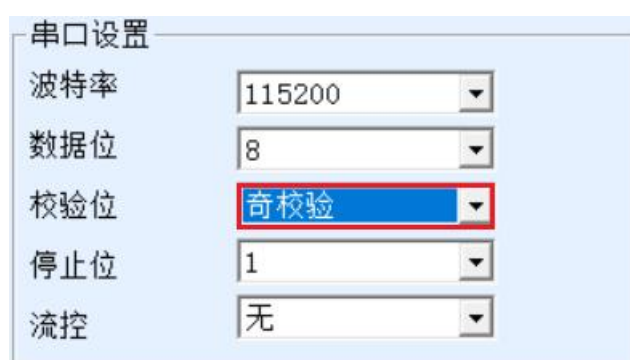 串口设置
波特率 115200
数据位 8
校验位 奇校验
停止位 1
流控 无